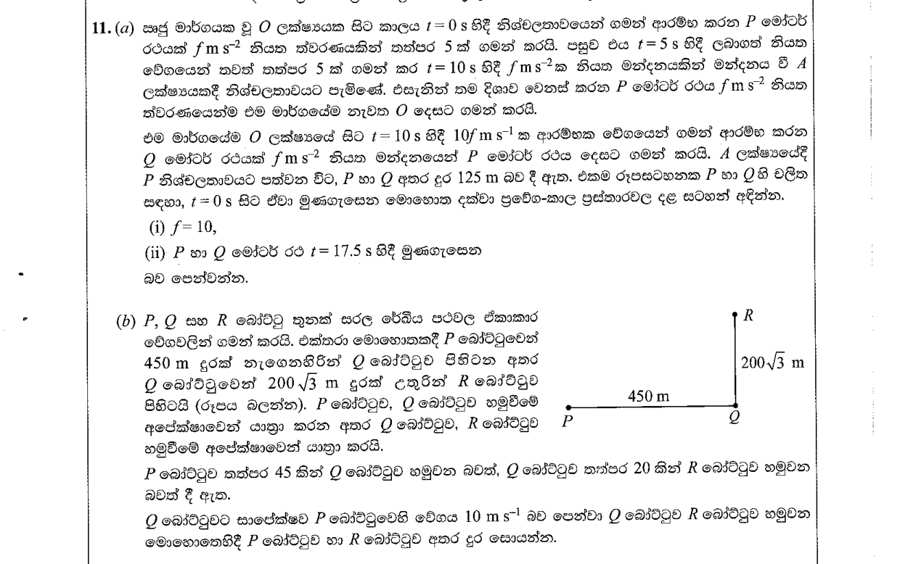 11. (a) ඍජු මාර්ගයක වූ O ලක්ෂ්‍යයක සිට කාලය t = 0 s හිදී නිශ්චලතාවයෙන් ගමන් ආරම්භ කරන P මෝටර්
රථයක් f m s⁻² නියත ත්වරණයකින් තත්පර 5 ක් ගමන් කරයි. පසුව එය t = 5 s හිදී ලබාගත් නියත
වේගයෙන් තවත් තත්පර 5 ක් ගමන් කර t = 10 s හිදී f m s⁻² ක නියත මන්දනයකින් මන්දනය වී A
ලක්ෂ්‍යයකදී නිශ්චලතාවයට පැමිණේ. එසැනින් තම දිශාව වෙනස් කරන P මෝටර් රථය f m s⁻² නියත
ත්වරණයෙන්ම එම මාර්ගයේම නැවත O දෙසට ගමන් කරයි.
එම මාර්ගයේම O ලක්ෂ්‍යයේ සිට t = 10 s හිදී 10f m s⁻¹ ක ආරම්භක වේගයෙන් ගමන් ආරම්භ කරන
Q මෝටර් රථයක් f m s⁻² නියත මන්දනයෙන් P මෝටර් රථය දෙසට ගමන් කරයි. A ලක්ෂ්‍යයේදී
P නිශ්චලතාවයට පත්වන විට, P හා Q අතර දුර 125 m බව දී ඇත. එකම රූපසටහනක P හා Q හි චලිත
සඳහා, t = 0 s සිට ඒවා මුණගැසෙන මොහොත දක්වා ප්‍රවේග-කාල ප්‍රස්තාරවල දළ සටහන් අඳින්න.
(i) f = 10,
(ii) P හා Q මෝටර් රථ t = 17.5 s හිදී මුණගැසෙන
බව පෙන්වන්න.
(b) P, Q සහ R බෝට්ටු තුනක් සරල රේඛීය පථවල ඒකාකාර
වේගවලින් ගමන් කරයි. එක්තරා මොහොතකදී P බෝට්ටුවෙන්
450 m දුරක් නැගෙනහිරින් Q බෝට්ටුව පිහිටන අතර
Q බෝට්ටුවෙන් 200√3 m දුරක් උතුරින් R බෝට්ටුව
පිහිටයි (රූපය බලන්න). P බෝට්ටුව, Q බෝට්ටුව හමුවීමේ
අපේක්ෂාවෙන් යාත්‍රා කරන අතර Q බෝට්ටුව, R බෝට්ටුව
හමුවීමේ අපේක්ෂාවෙන් යාත්‍රා කරයි.
R
200√3 m
450 m
P
Q
P බෝට්ටුව තත්පර 45 කින් Q බෝට්ටුව හමුවන බවත්, Q බෝට්ටුව තත්පර 20 කින් R බෝට්ටුව හමුවන
බවත් දී ඇත.
Q බෝට්ටුවට සාපේක්ෂව P බෝට්ටුවෙහි වේගය 10 m s⁻¹ බව පෙන්වා Q බෝට්ටුව R බෝට්ටුව හමුවන
මොහොතෙහිදී P බෝට්ටුව හා R බෝට්ටුව අතර දුර සොයන්න.